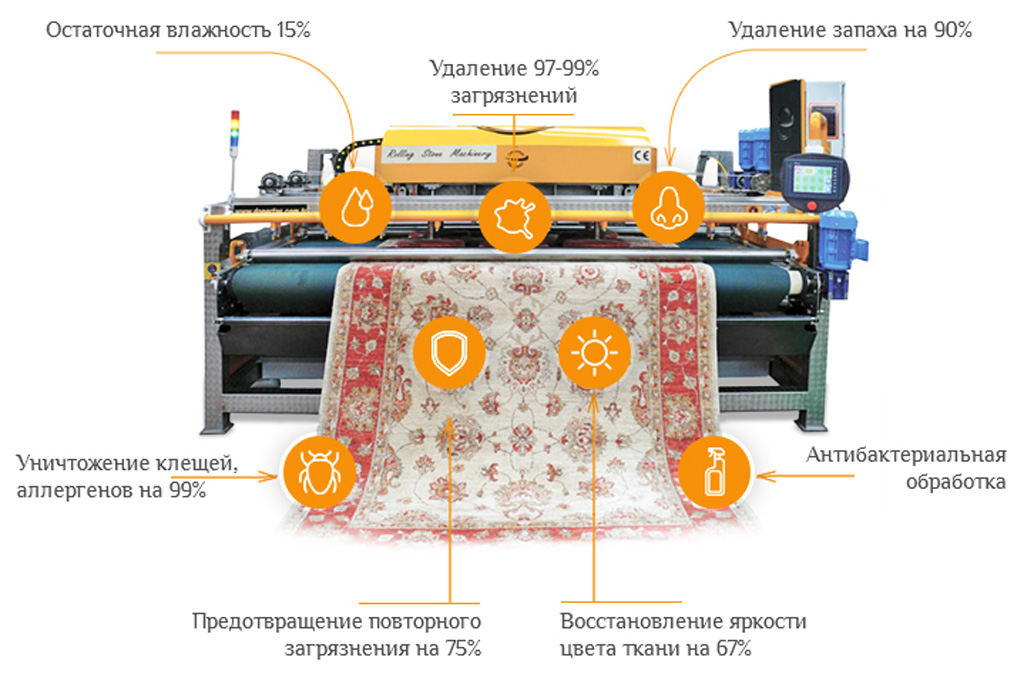 Остаточная влажность 15%
Удаление запаха на 90%
Удаление 97-99%
загрязнений
Rolling Stone Machinery
CE
Уничтожение клещей,
аллергенов на 99%
Антибактериальная
обработка
Предотвращение повторного
загрязнения на 75%
Восстановление яркости
цвета ткани на 67%